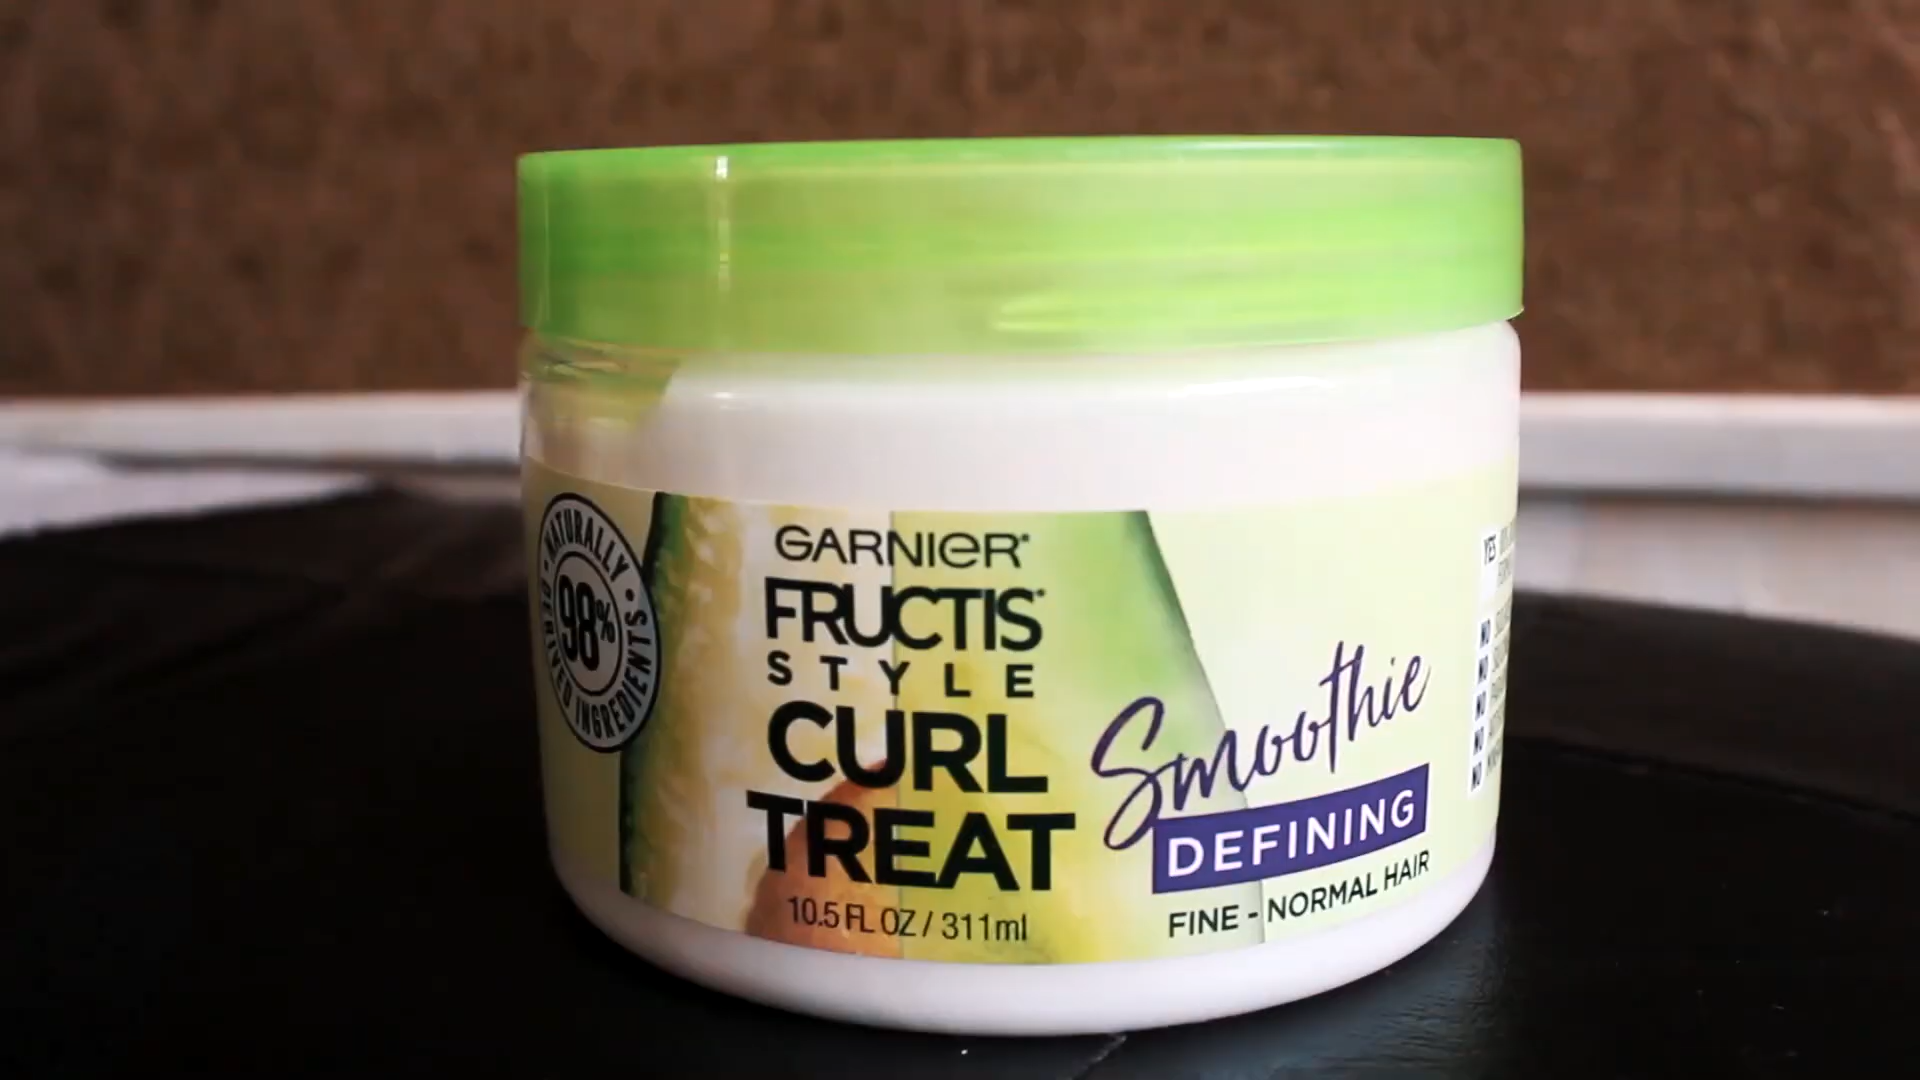 NATURALLY • DERIVED INGREDIENTS •
98%
GARNIER
FRUCTIS
STYLE
CURL
TREAT
10.5 FL OZ / 311ml
Smoothie
DEFINING
FINE - NORMAL HAIR
YES
NO
NO
NO
NO
NO